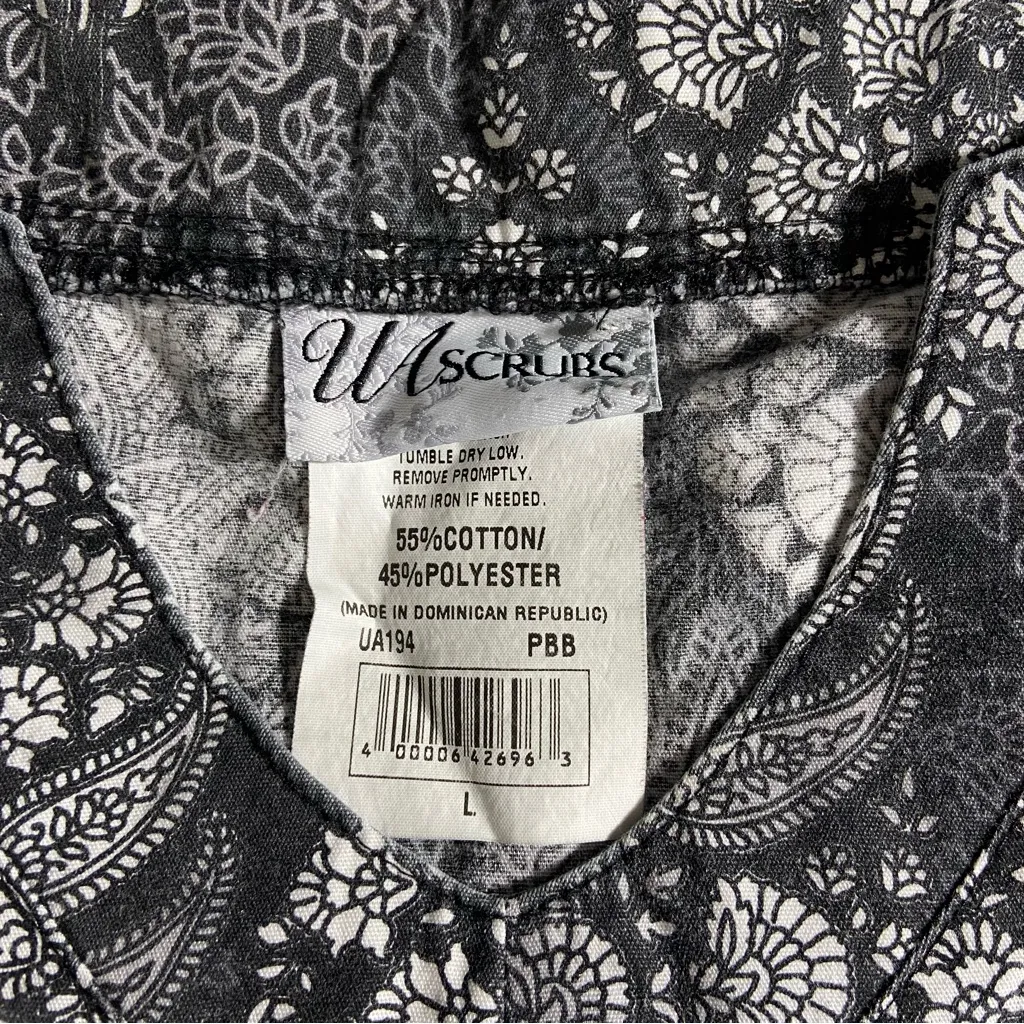 UA SCRUBS
TUMBLE DRY LOW.
REMOVE PROMPTLY.
WARM IRON IF NEEDED.
55%COTTON/
45%POLYESTER
(MADE IN DOMINICAN REPUBLIC)
UA194 PBB
4 00006 42696 3
L